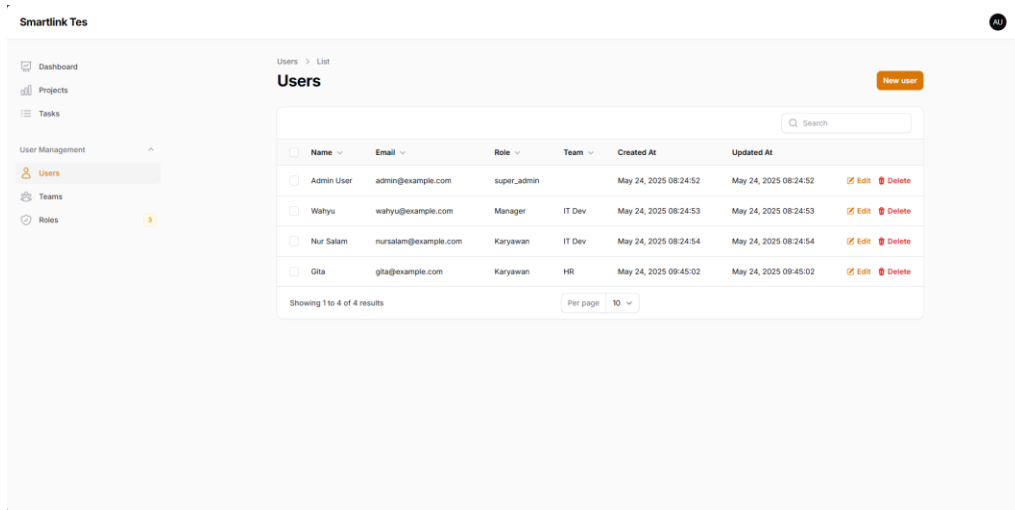 Smartlink Tes
AU
Dashboard
Projects
Tasks
User Management
Users
Teams
Roles 3
Users > List
Users
New user
Search
Name Email Role Team Created At Updated At
Admin User admin@example.com super_admin May 24, 2025 08:24:52 May 24, 2025 08:24:52 Edit Delete
Wahyu wahyu@example.com Manager IT Dev May 24, 2025 08:24:53 May 24, 2025 08:24:53 Edit Delete
Nur Salam nursalam@example.com Karyawan IT Dev May 24, 2025 08:24:54 May 24, 2025 08:24:54 Edit Delete
Gita gita@example.com Karyawan HR May 24, 2025 09:45:02 May 24, 2025 09:45:02 Edit Delete
Showing 1 to 4 of 4 results
Per page 10